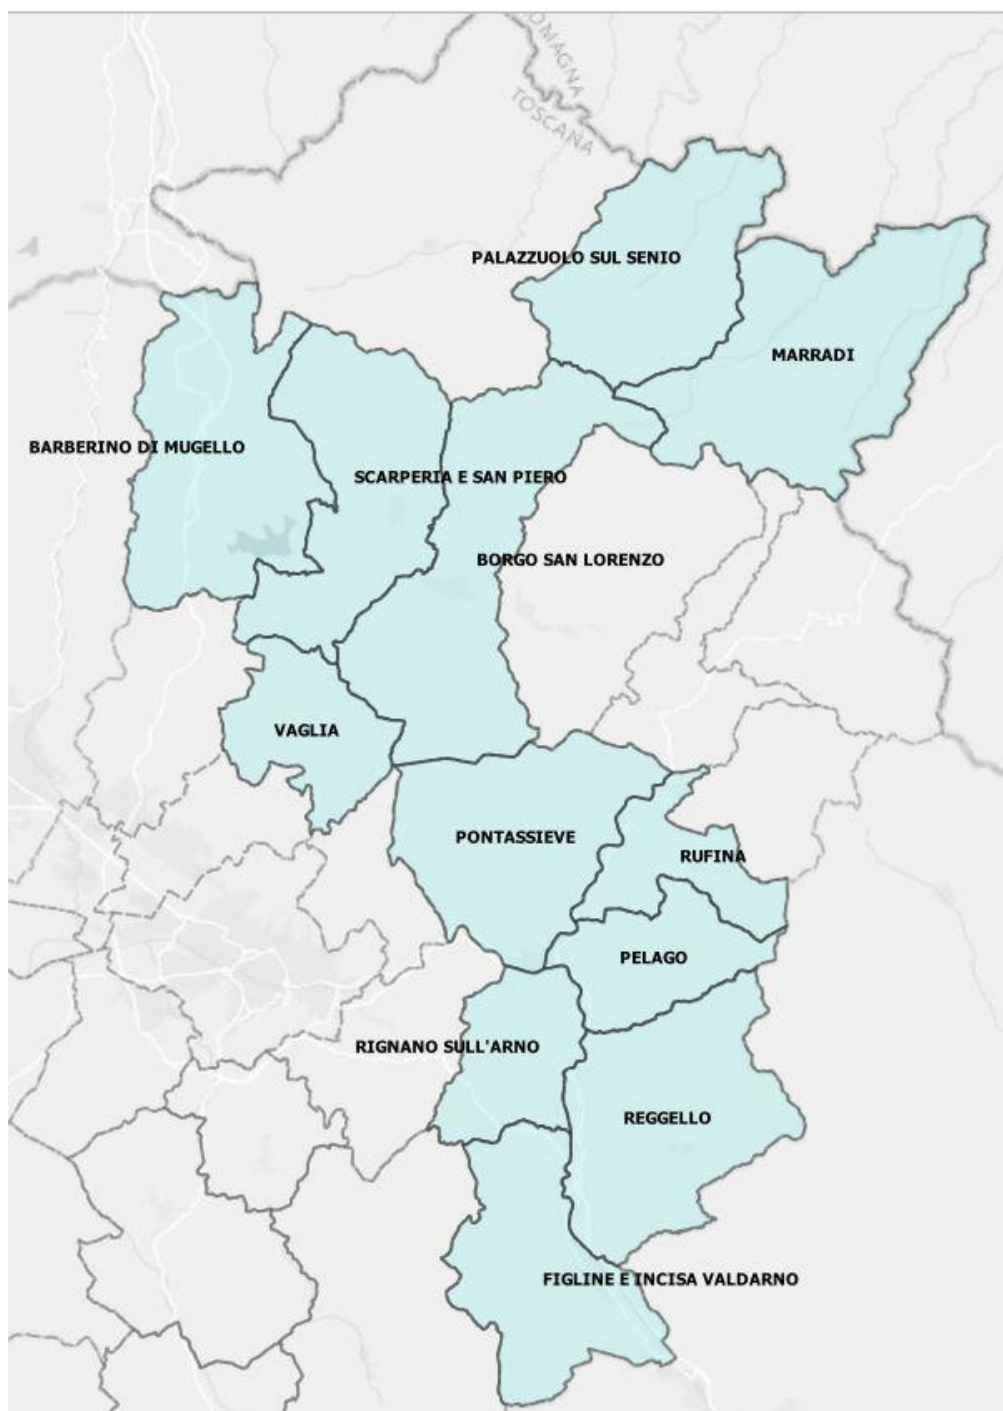 OMAGNA
TOSCANA
PALAZZUOLO SUL SENIO
MARRADI
BARBERINO DI MUGELLO
SCARPERIA E SAN PIERO
BORGO SAN LORENZO
VAGLIA
PONTASSIEVE
RUFINA
PELAGO
RIGNANO SULL'ARNO
REGGELLO
FIGLINE E INCISA VALDARNO